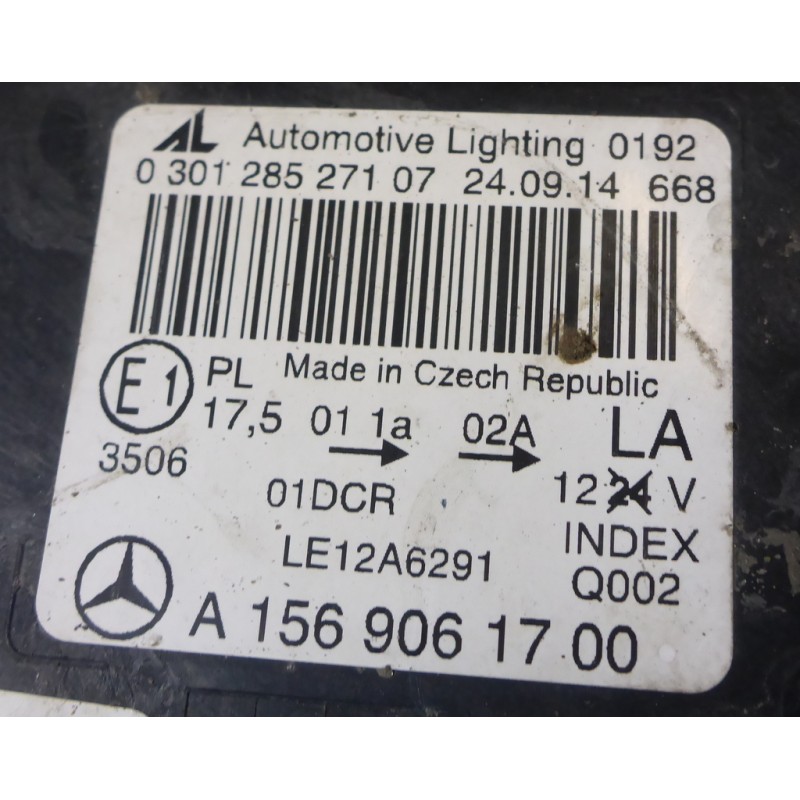 AL Automotive Lighting 0192
0 301 285 271 07 24.09.14 668
Made in Czech Republic
E1 PL
17,5 01 1a 02A LA
3506
01DCR 12 24 V
LE12A6291 INDEX
Q002
A 156 906 17 00